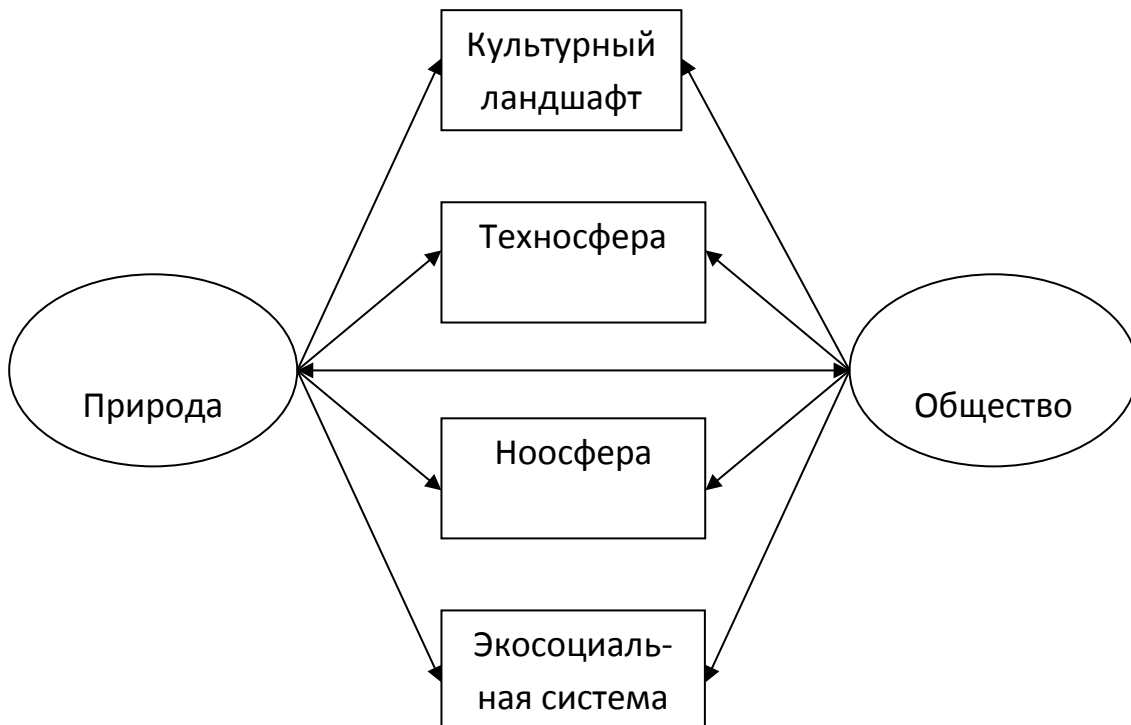 Культурный
ландшафт
Техносфера
Природа
Общество
Ноосфера
Экосоциаль-
ная система